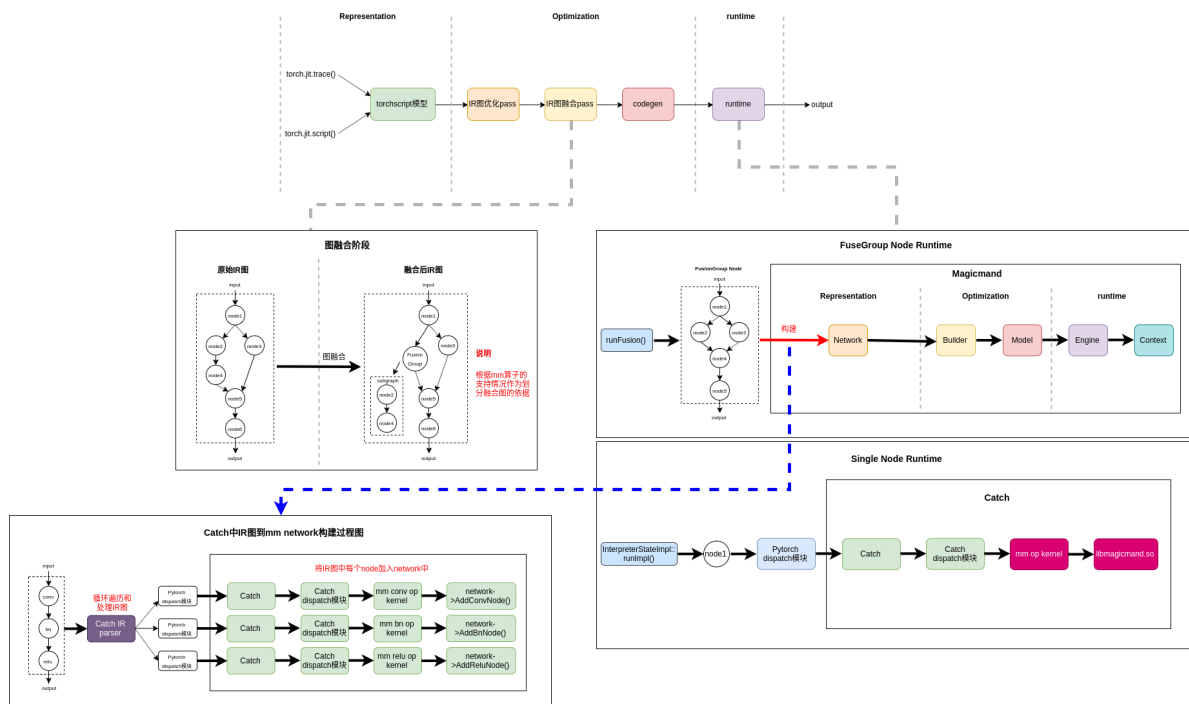 Representation
Optimization
runtime
torch.jit.trace()
torch.jit.script()
torchscript模型
IR图优化pass
IR图融合pass
codegen
runtime
output
图融合阶段
原始IR图
input
node1
node2
node3
node4
node5
node6
output
图融合
融合后IR图
input
node1
Fusion
Group
node3
subgraph
node2
node4
node5
node6
output
说明
根据mm算子的
支持情况作为划
分融合图的依据
FuseGroup Node Runtime
runFusion()
FusionGroup Node
input
node1
node2
node3
node4
node5
output
构建
Magicmand
Representation
Optimization
runtime
Network
Builder
Model
Engine
Context
Single Node Runtime
InterpreterStateImpl::
runImpl()
node1
Pytorch
dispatch模块
Catch
Catch
Catch
dispatch模块
mm op kernel
libmagicmand.so
Catch中IR图到mm network构建过程图
input
conv
bn
relu
output
循环遍历和
处理IR图
Catch IR
parser
将IR图中每个node加入network中
Pytorch
dispatch模块
Catch
Catch
dispatch模块
mm conv op
kernel
network
->AddConvNode()
Pytorch
dispatch模块
Catch
Catch
dispatch模块
mm bn op
kernel
network
->AddBnNode()
Pytorch
dispatch模块
Catch
Catch
dispatch模块
mm relu op
kernel
network
->AddReluNode()